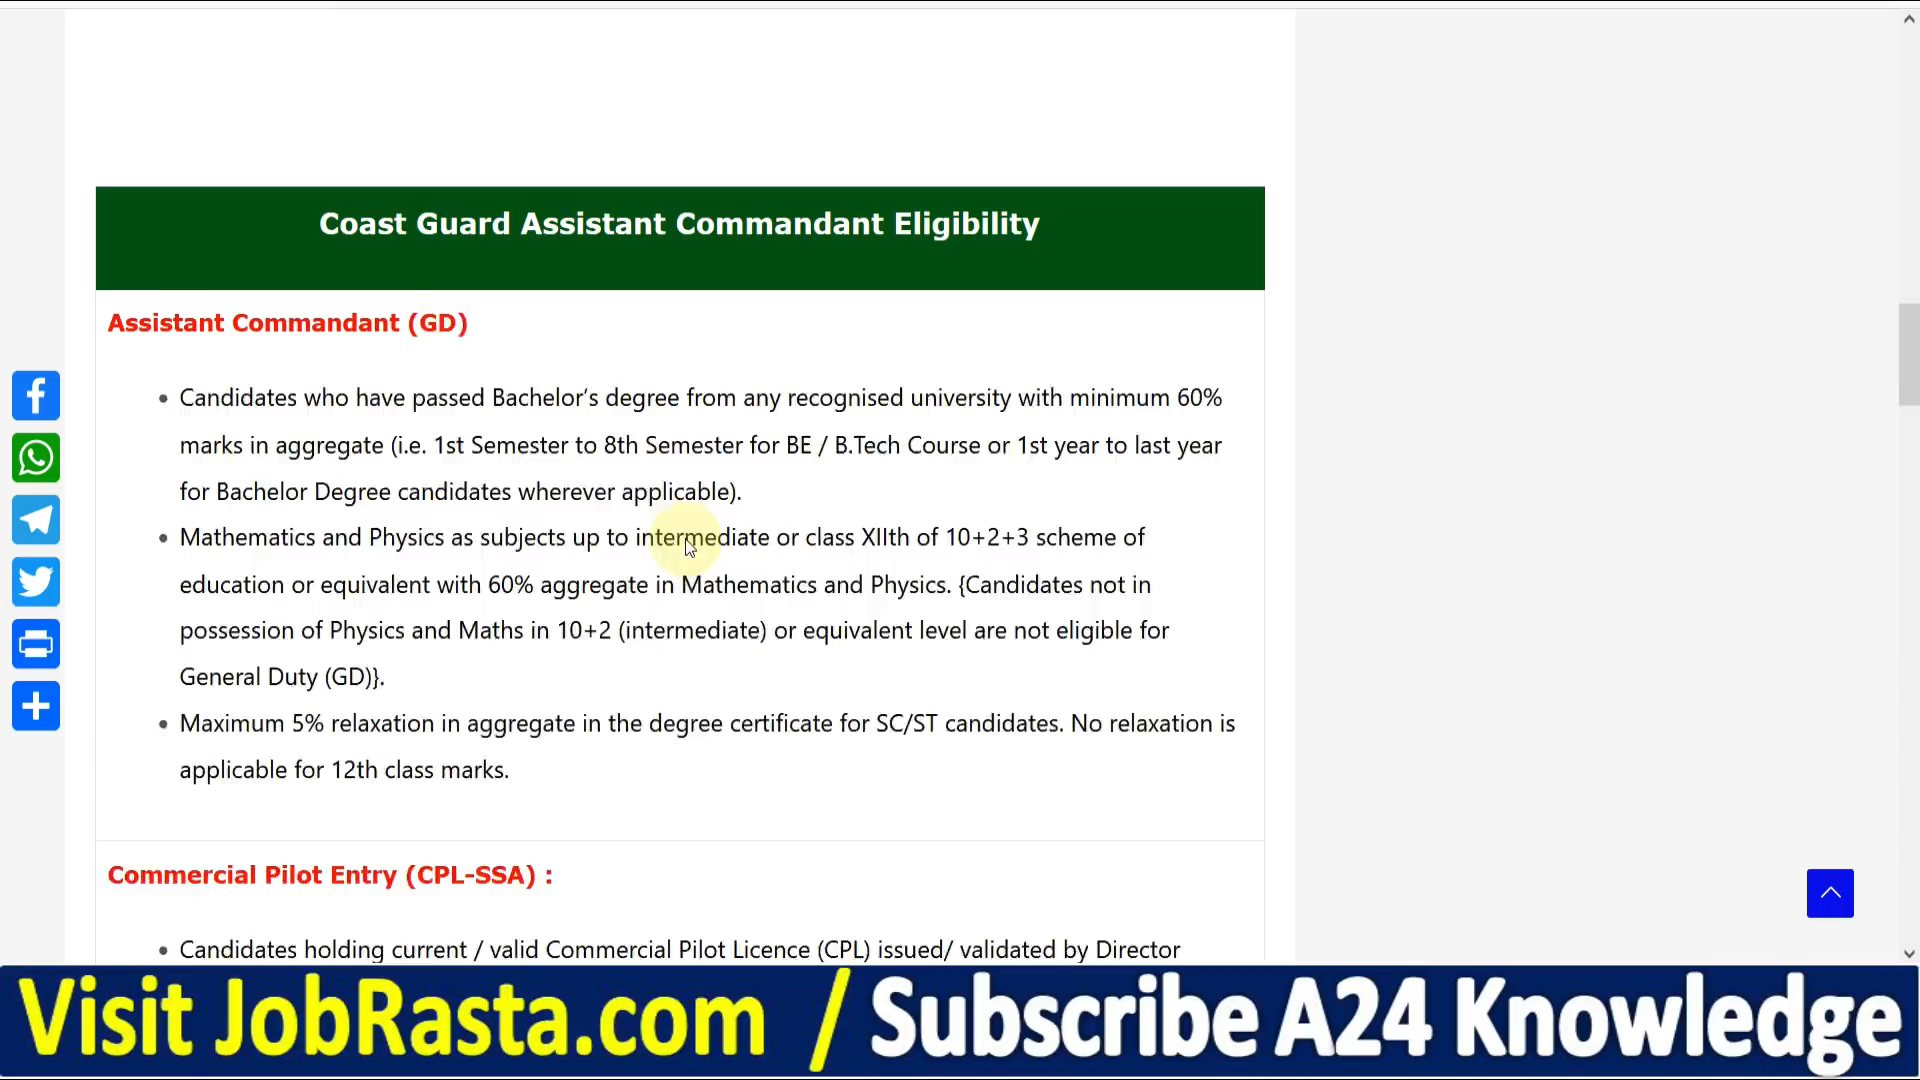 Coast Guard Assistant Commandant Eligibility
Assistant Commandant (GD)
Candidates who have passed Bachelor’s degree from any recognised university with minimum 60%
marks in aggregate (i.e. 1st Semester to 8th Semester for BE / B.Tech Course or 1st year to last year
for Bachelor Degree candidates wherever applicable).
Mathematics and Physics as subjects up to intermediate or class XIIth of 10+2+3 scheme of
education or equivalent with 60% aggregate in Mathematics and Physics. {Candidates not in
possession of Physics and Maths in 10+2 (intermediate) or equivalent level are not eligible for
General Duty (GD)}.
Maximum 5% relaxation in aggregate in the degree certificate for SC/ST candidates. No relaxation is
applicable for 12th class marks.
Commercial Pilot Entry (CPL-SSA) :
Candidates holding current / valid Commercial Pilot Licence (CPL) issued/ validated by Director
Visit JobRasta.com / Subscribe A24 Knowledge